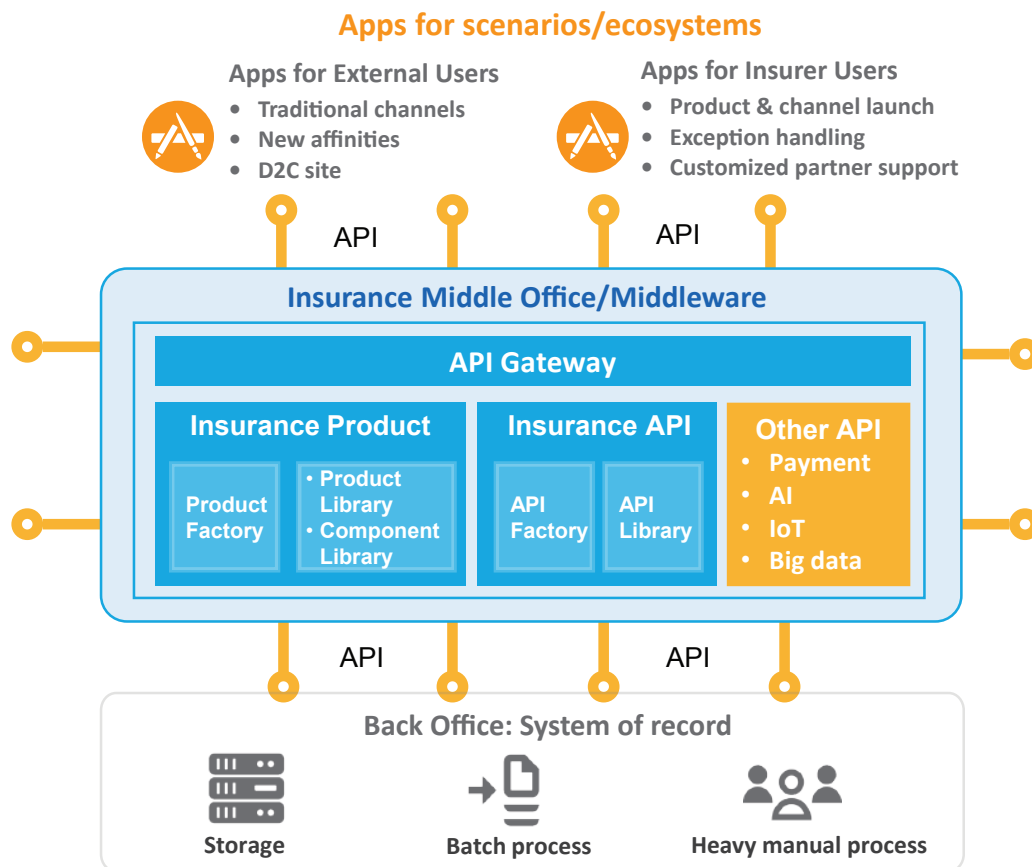 Apps for scenarios/ecosystems
Apps for External Users
• Traditional channels
• New affinities
• D2C site
Apps for Insurer Users
• Product & channel launch
• Exception handling
• Customized partner support
API
API
Insurance Middle Office/Middleware
API Gateway
Insurance Product
Product
Factory
• Product
Library
• Component
Library
Insurance API
API
Factory
API
Library
Other API
• Payment
• AI
• IoT
• Big data
API
API
Back Office: System of record
Storage
Batch process
Heavy manual process